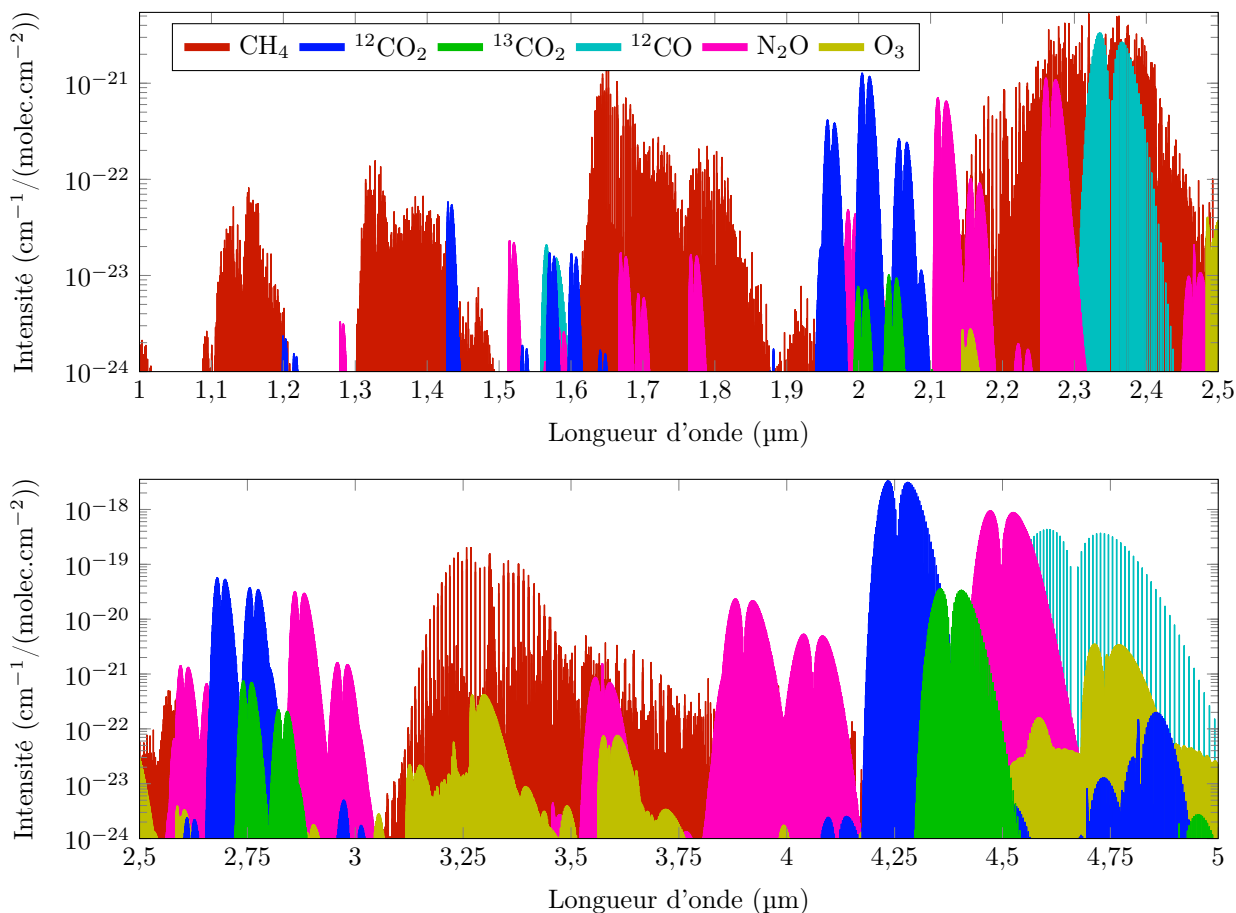 CH₄ ¹²CO₂ ¹³CO₂ ¹²CO N₂O O₃
Intensité (cm⁻¹/(molec.cm⁻²))
10⁻²¹
10⁻²²
10⁻²³
10⁻²⁴
1 1,1 1,2 1,3 1,4 1,5 1,6 1,7 1,8 1,9 2 2,1 2,2 2,3 2,4 2,5
Longueur d'onde (µm)
Intensité (cm⁻¹/(molec.cm⁻²))
10⁻¹⁸
10⁻¹⁹
10⁻²⁰
10⁻²¹
10⁻²²
10⁻²³
10⁻²⁴
2,5 2,75 3 3,25 3,5 3,75 4 4,25 4,5 4,75 5
Longueur d'onde (µm)